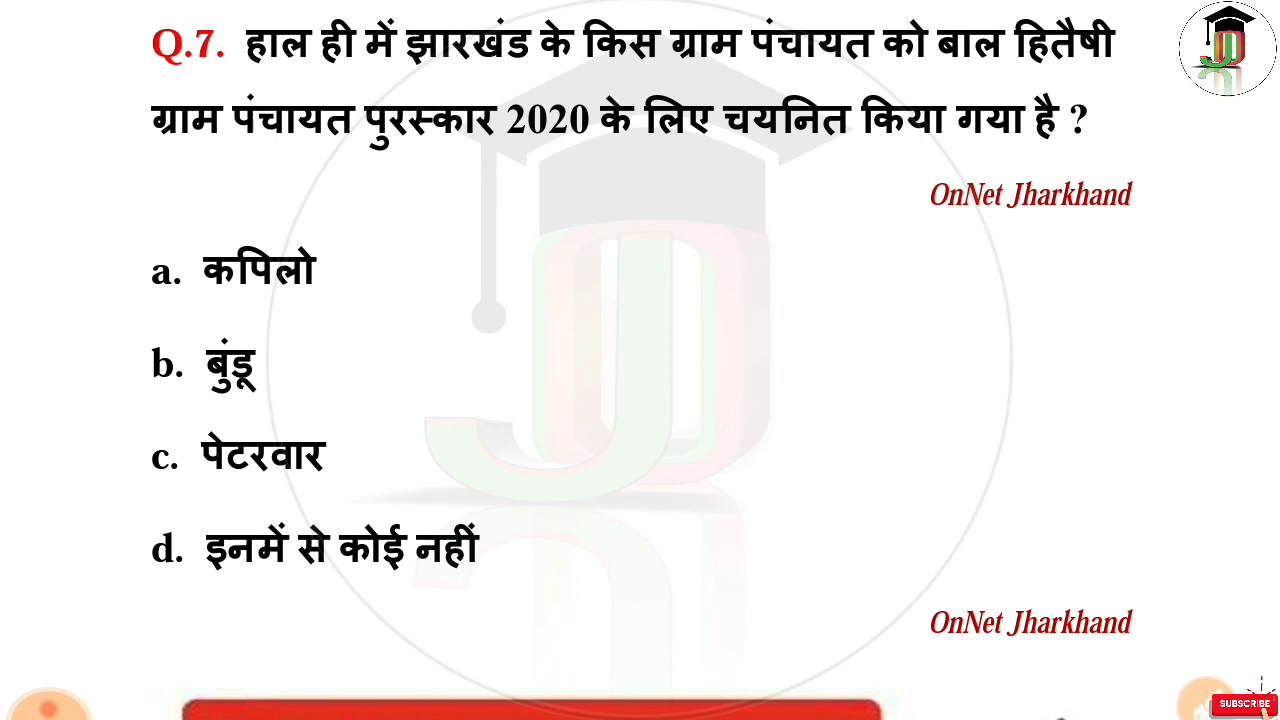 Q.7. हाल ही में झारखंड के किस ग्राम पंचायत को बाल हितैषी
ग्राम पंचायत पुरस्कार 2020 के लिए चयनित किया गया है ?
OnNet Jharkhand
a. कपिलो
b. बुंडू
c. पेटरवार
d. इनमें से कोई नहीं
OnNet Jharkhand
SUBSCRIBE